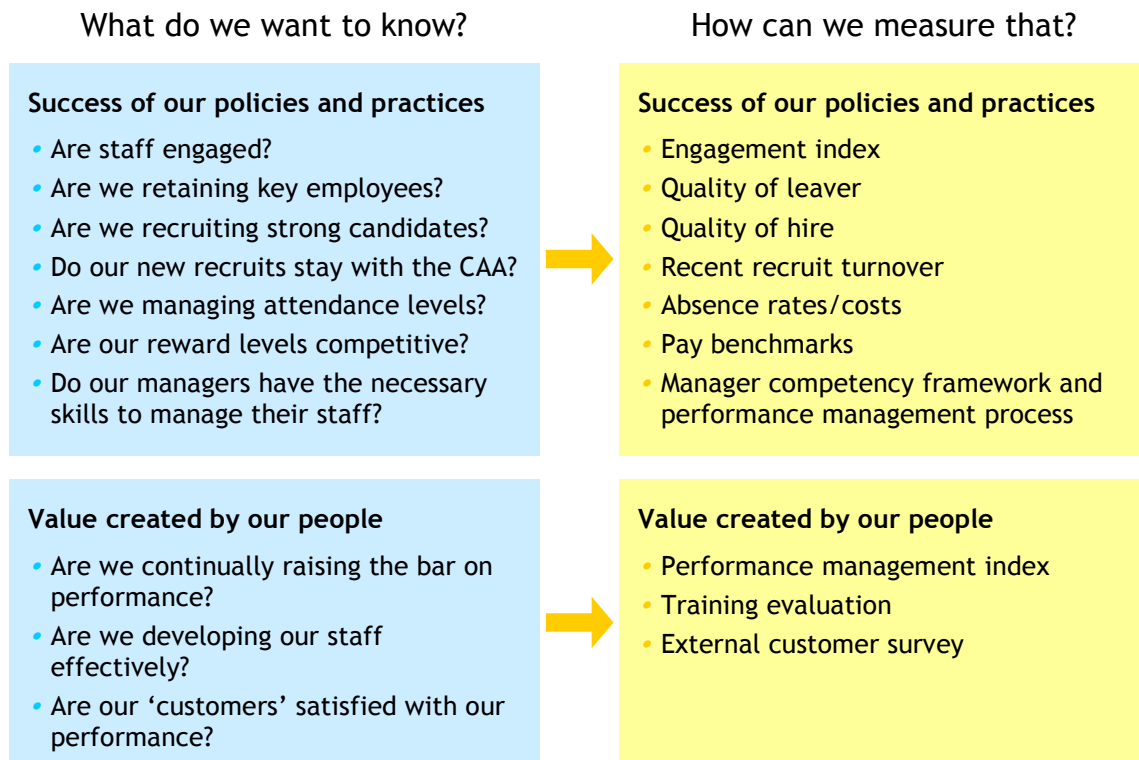 What do we want to know?
How can we measure that?
Success of our policies and practices
• Are staff engaged?
• Are we retaining key employees?
• Are we recruiting strong candidates?
• Do our new recruits stay with the CAA?
• Are we managing attendance levels?
• Are our reward levels competitive?
• Do our managers have the necessary
skills to manage their staff?
Success of our policies and practices
• Engagement index
• Quality of leaver
• Quality of hire
• Recent recruit turnover
• Absence rates/costs
• Pay benchmarks
• Manager competency framework and
performance management process
Value created by our people
• Are we continually raising the bar on
performance?
• Are we developing our staff
effectively?
• Are our ‘customers’ satisfied with our
performance?
Value created by our people
• Performance management index
• Training evaluation
• External customer survey